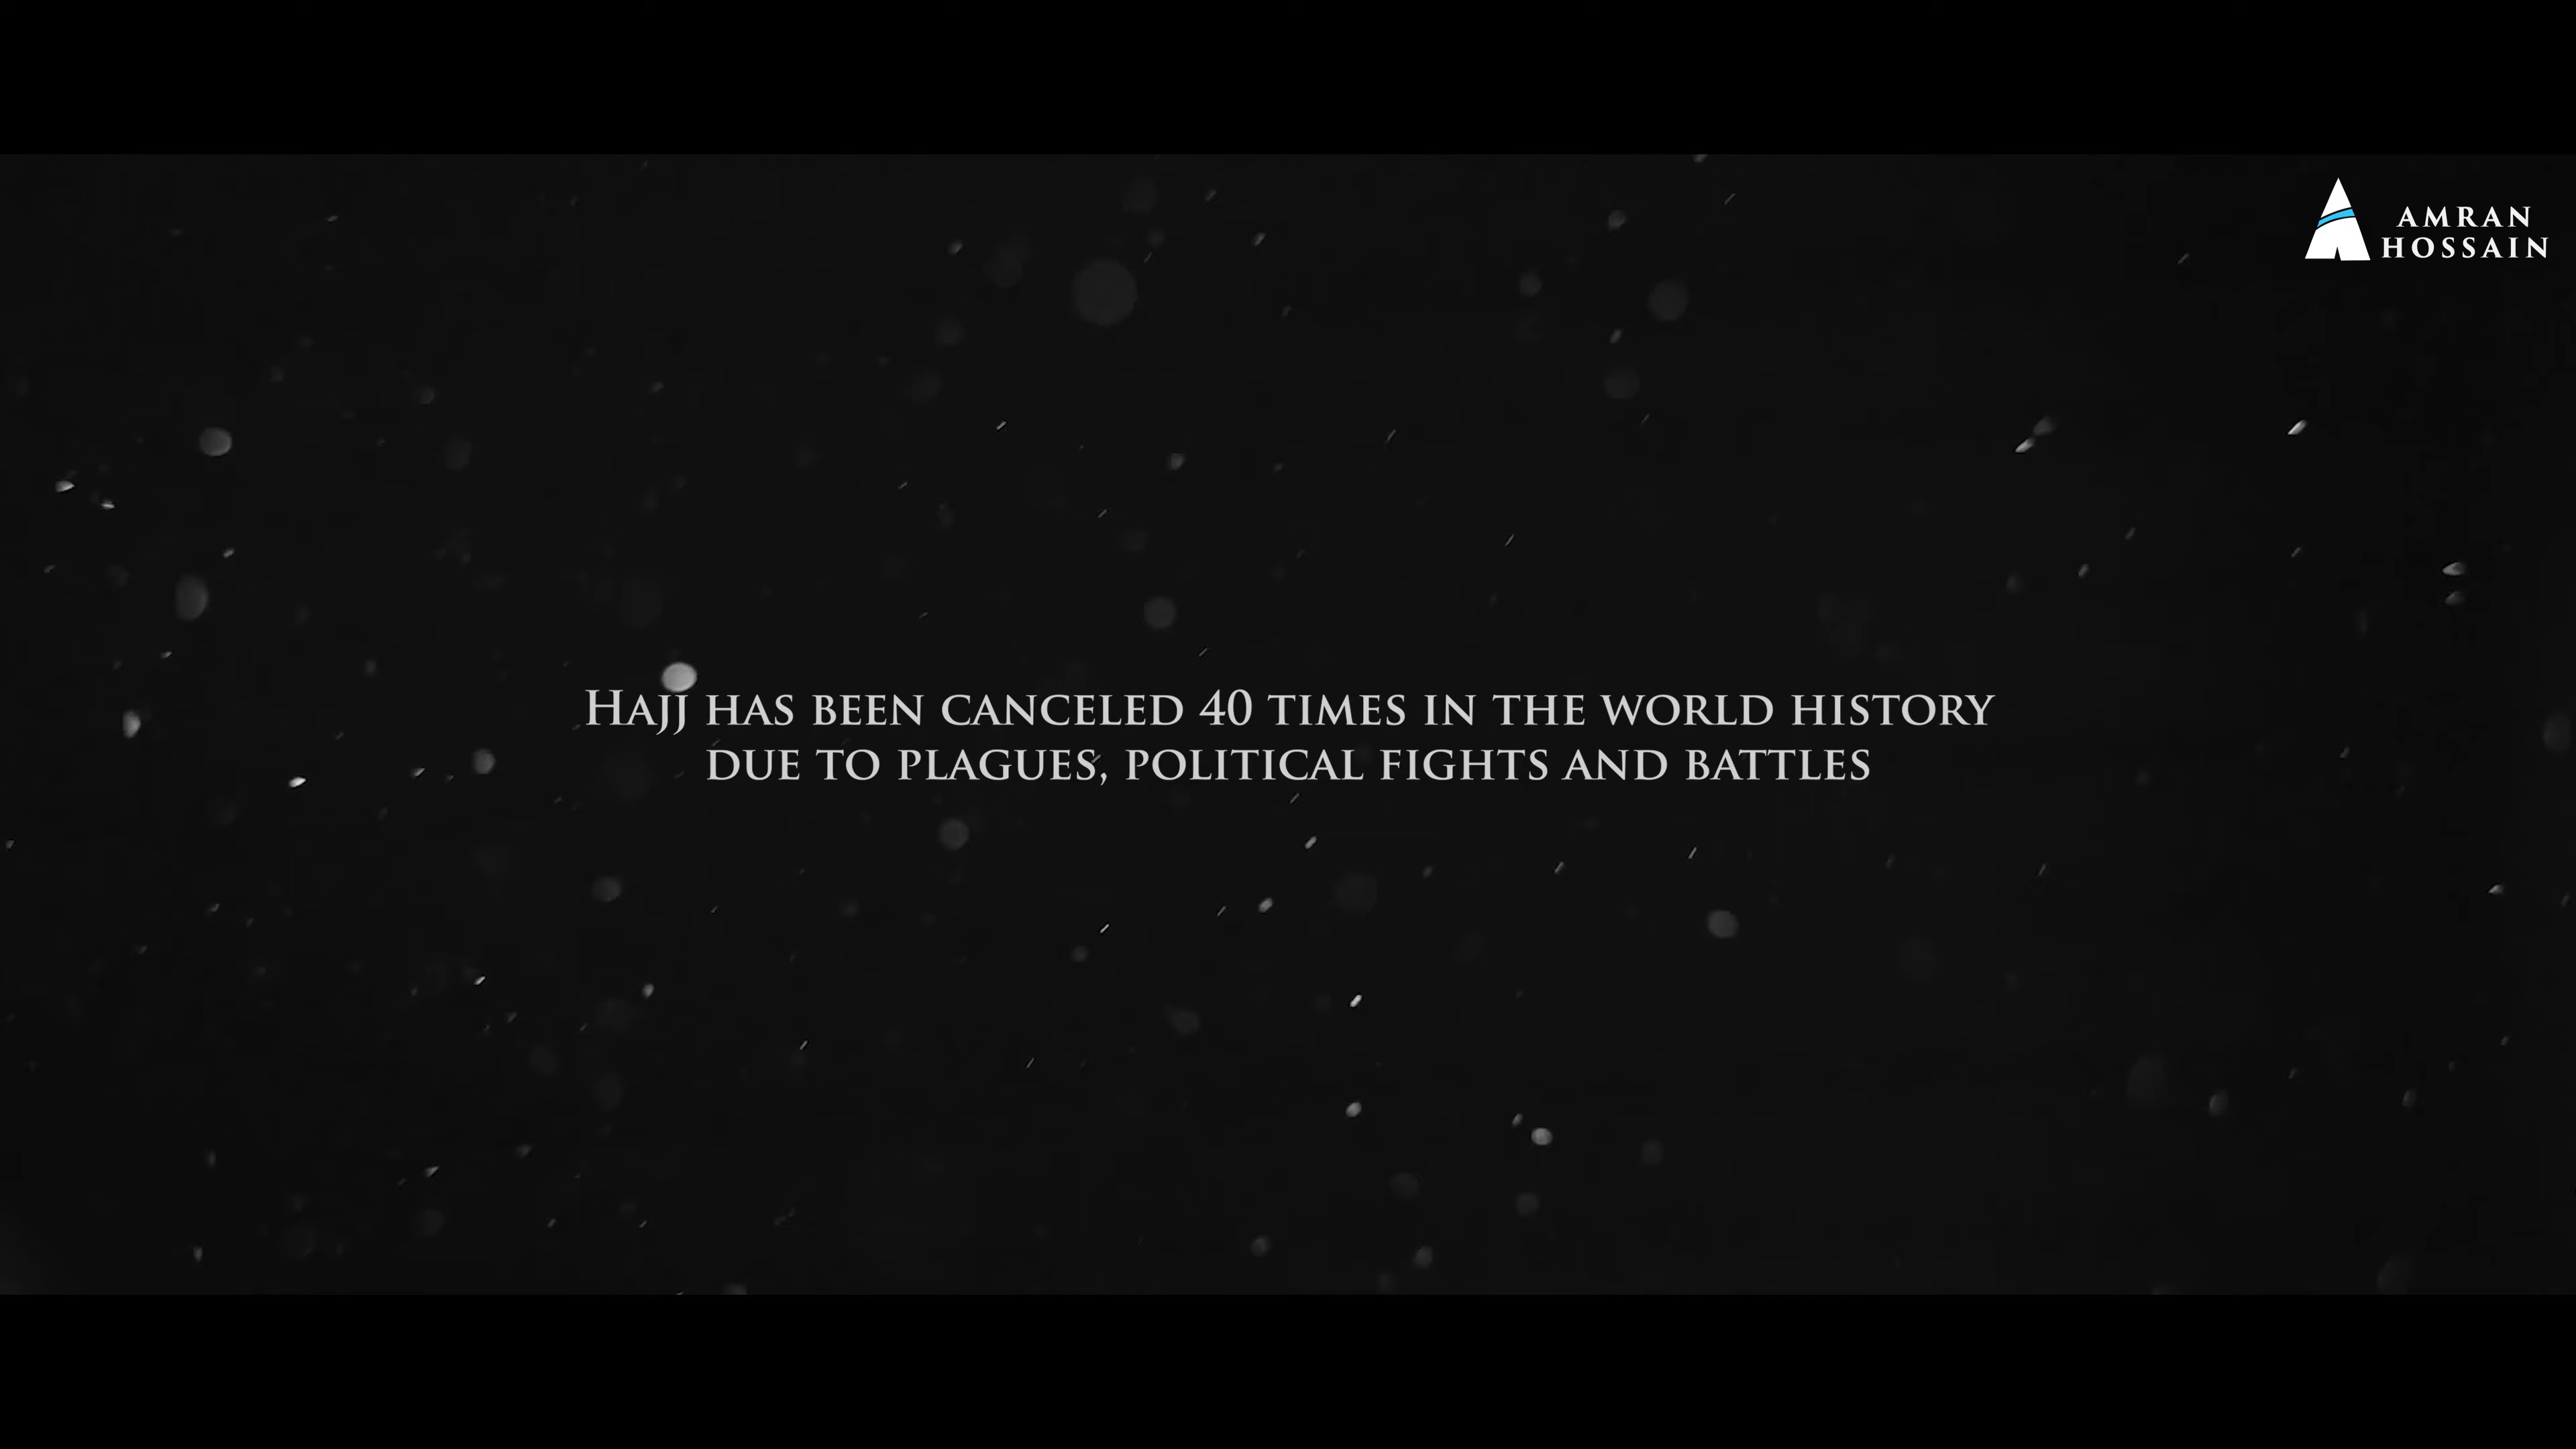 AMRAN
HOSSAIN
Hajj has been canceled 40 times in the world history
due to plagues, political fights and battles